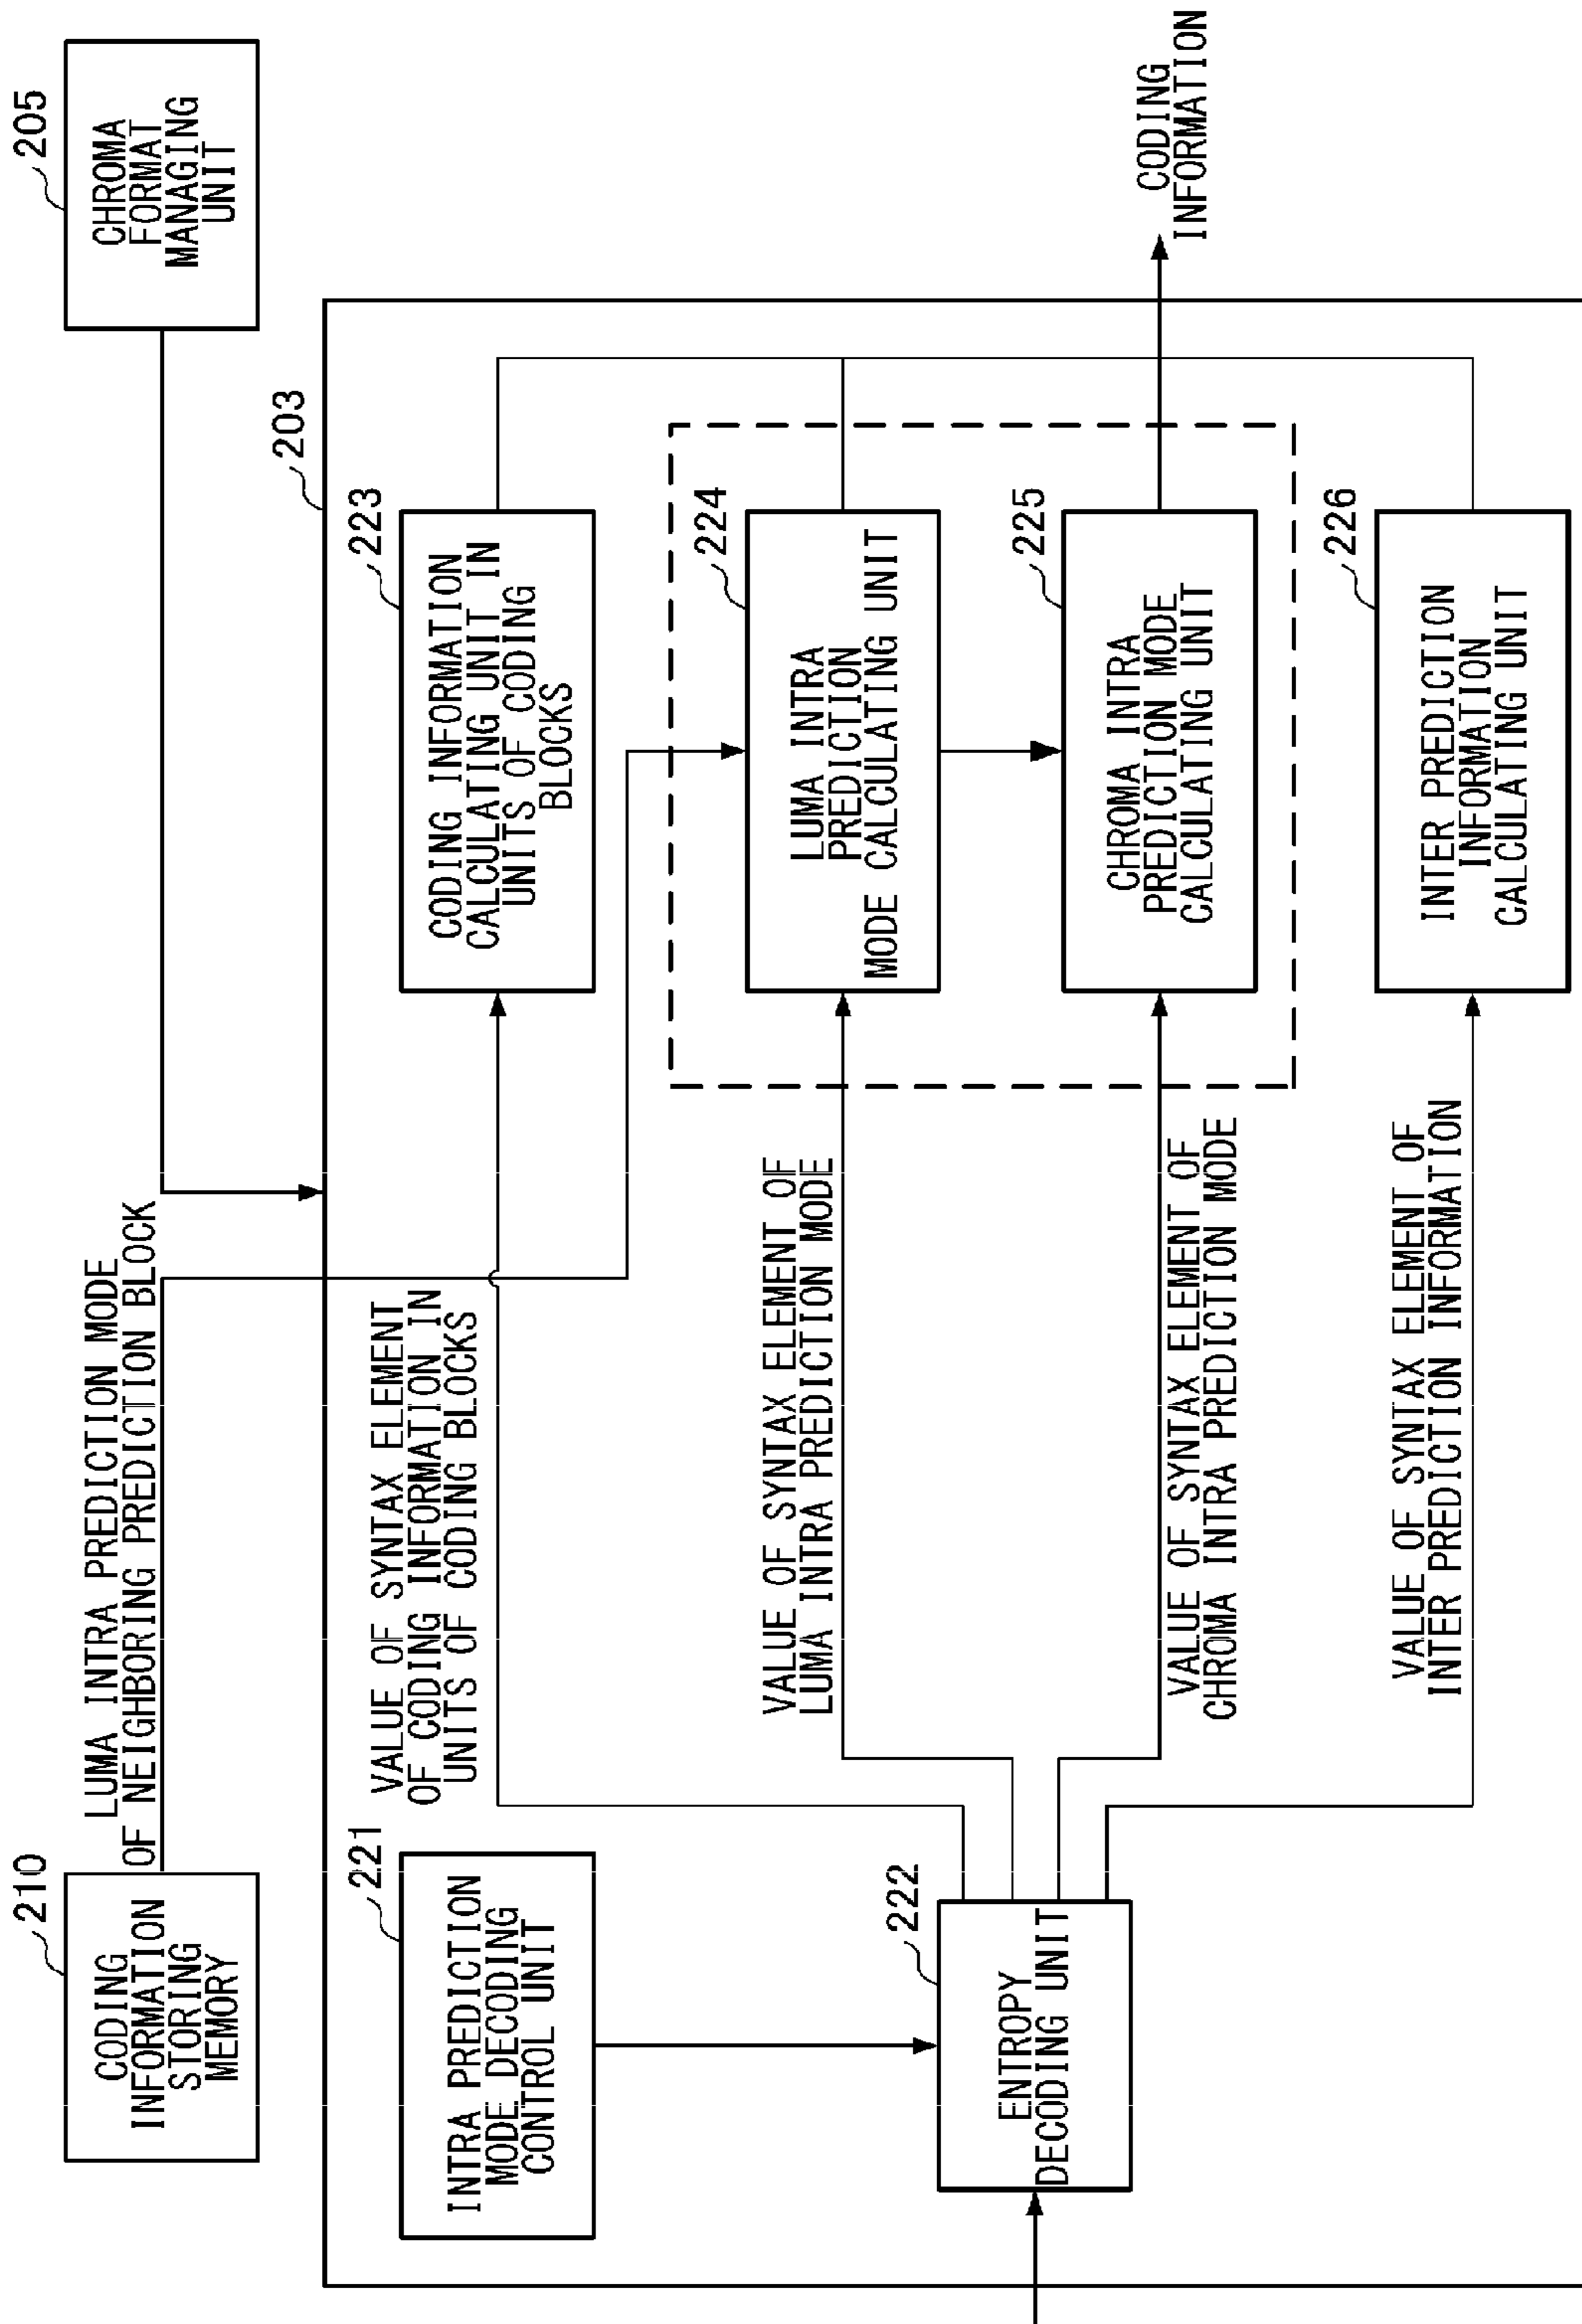 210
CODING
INFORMATION
STORING
MEMORY
LUMA INTRA PREDICTION MODE
OF NEIGHBORING PREDICTION BLOCK
205
CHROMA
FORMAT
MANAGING
UNIT
203
221
INTRA PREDICTION
MODE DECODING
CONTROL UNIT
VALUE OF SYNTAX ELEMENT
OF CODING INFORMATION IN
UNITS OF CODING BLOCKS
223
CODING INFORMATION
CALCULATING UNIT IN
UNITS OF CODING
BLOCKS
222
ENTROPY
DECODING UNIT
VALUE OF SYNTAX ELEMENT OF
LUMA INTRA PREDICTION MODE
224
LUMA INTRA
PREDICTION
MODE CALCULATING UNIT
VALUE OF SYNTAX ELEMENT OF
CHROMA INTRA PREDICTION MODE
225
CHROMA INTRA
PREDICTION MODE
CALCULATING UNIT
CODING
INFORMATION
VALUE OF SYNTAX ELEMENT OF
INTER PREDICTION INFORMATION
226
INTER PREDICTION
INFORMATION
CALCULATING UNIT